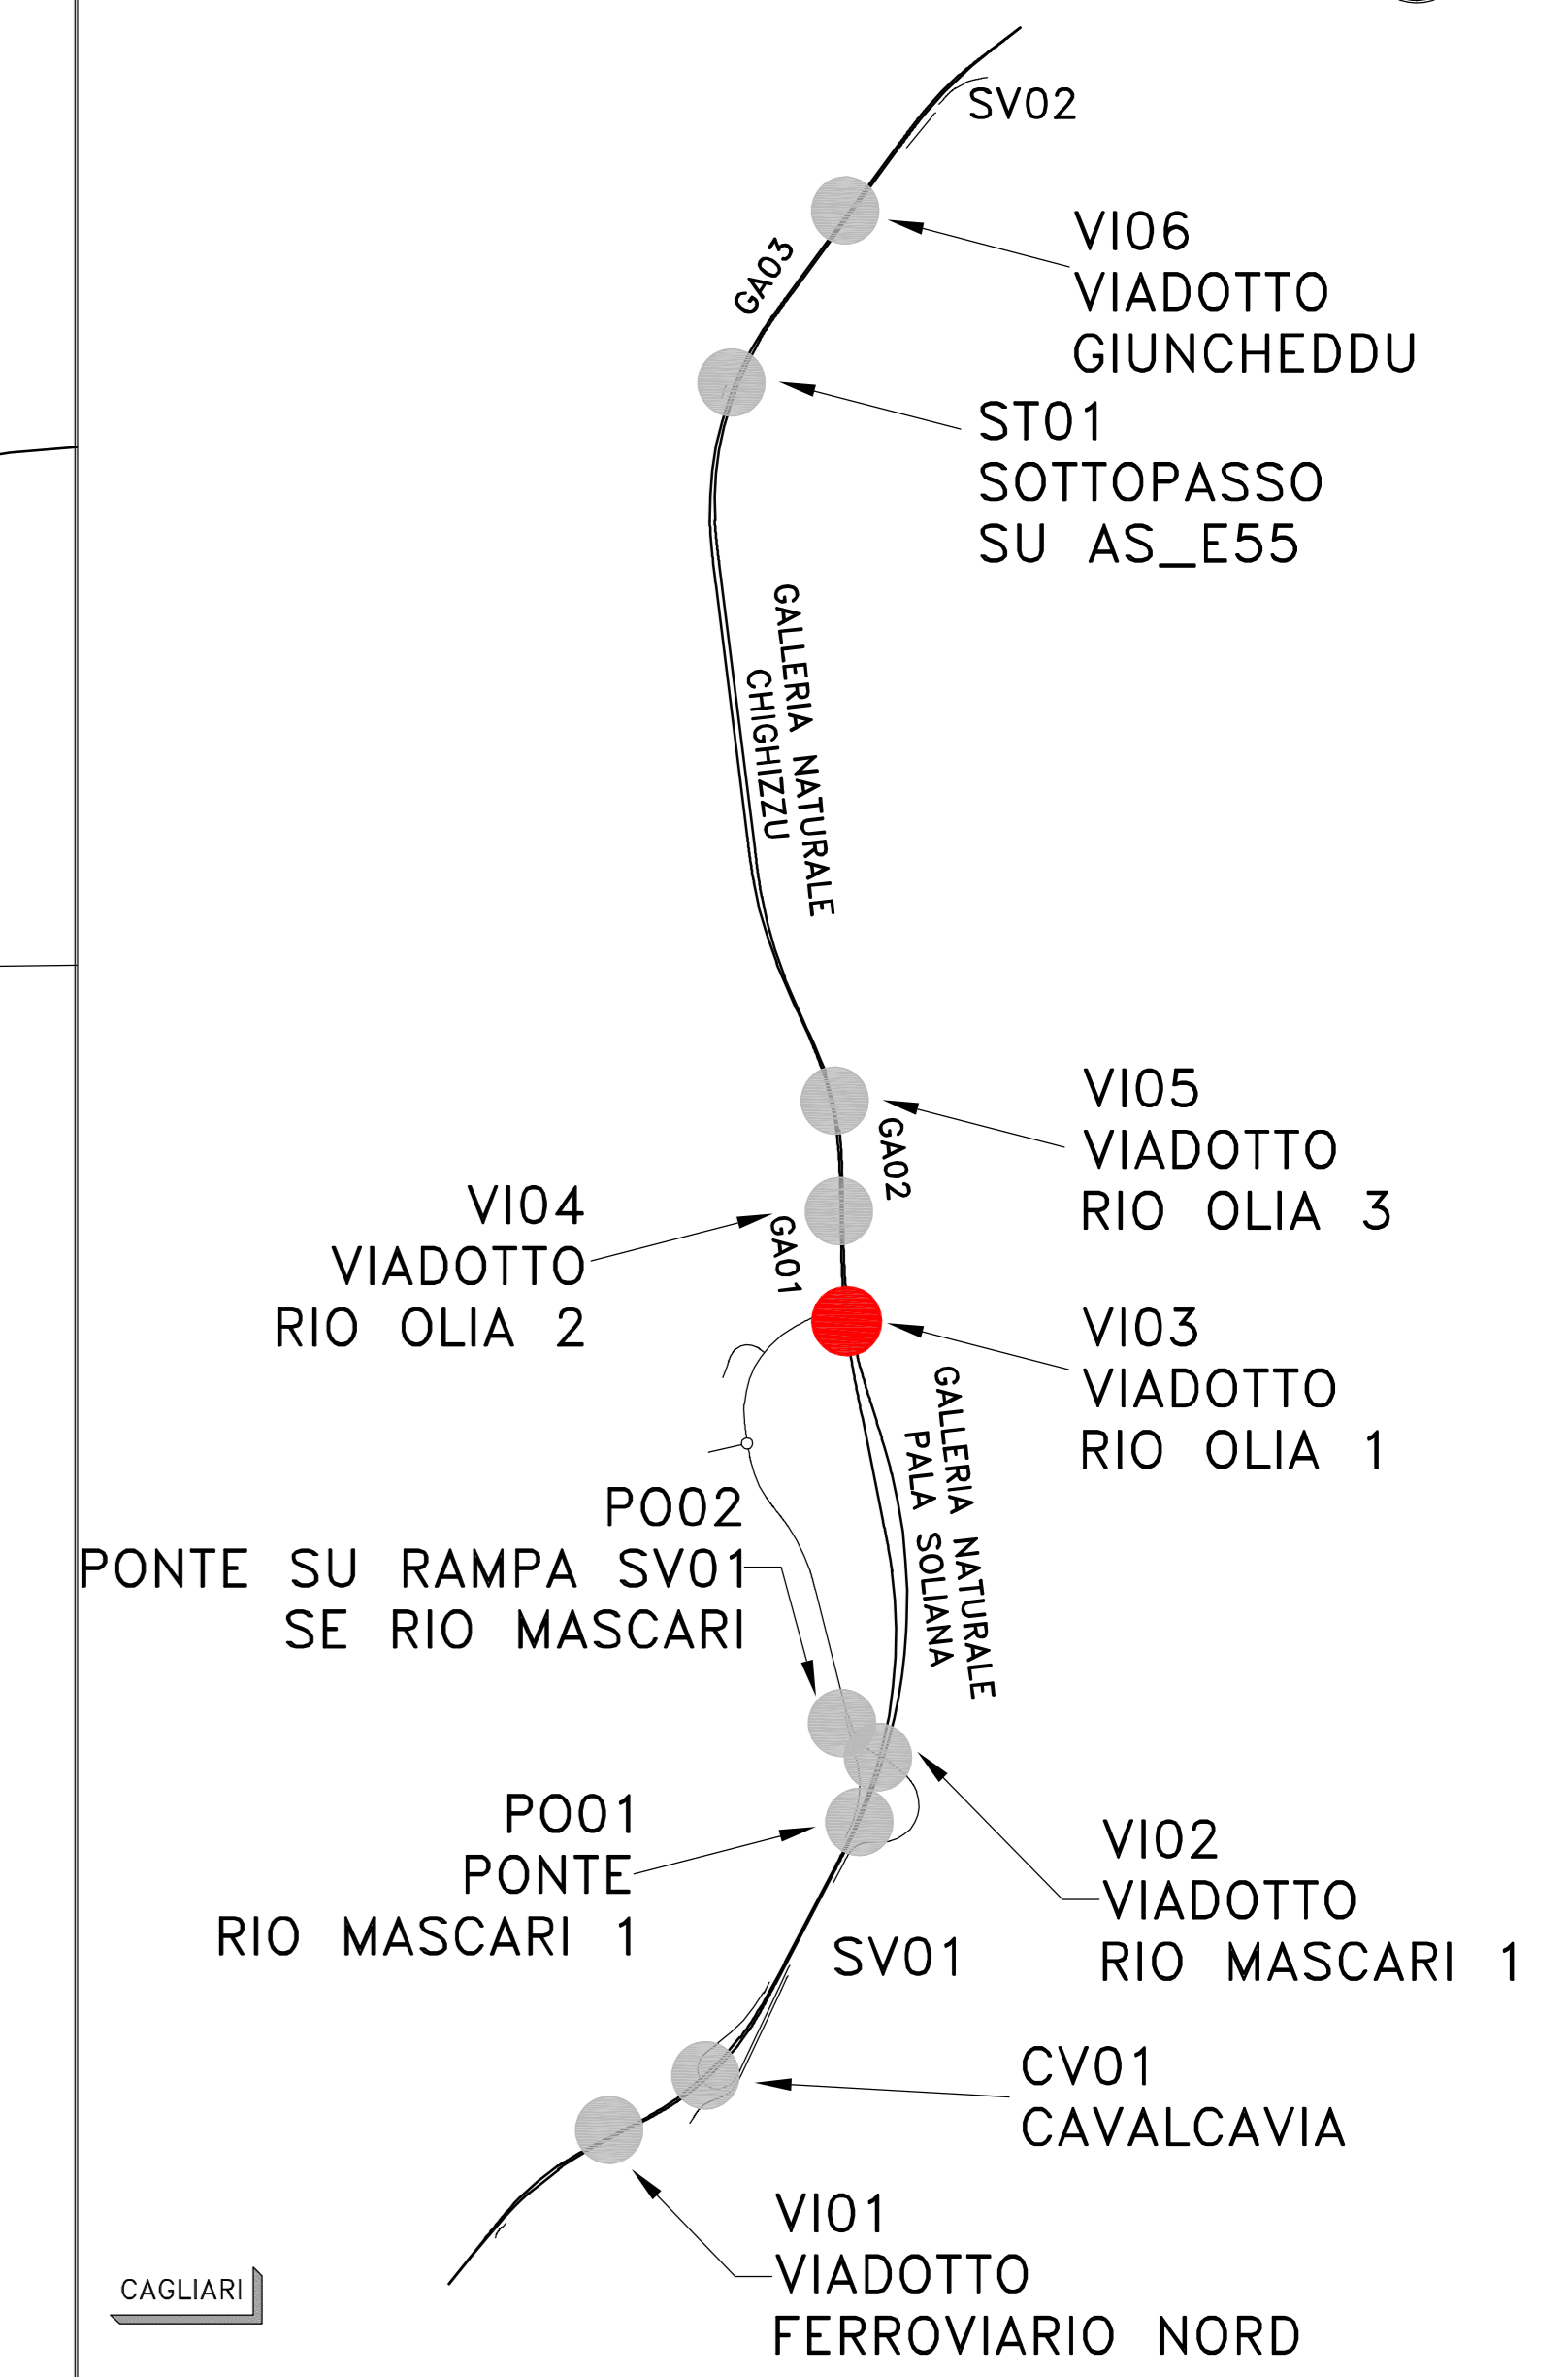 SV02
VI06
VIADOTTO
GIUNCHEDDU
GA03
ST01
SOTTOPASSO
SU AS_E55
GALLERIA NATURALE
CHIGHIZZU
VI05
VIADOTTO
RIO OLIA 3
GA02
VI04
VIADOTTO
RIO OLIA 2
GA01
VI03
VIADOTTO
RIO OLIA 1
GALLERIA NATURALE
PALA SOLIANA
PO02
PONTE SU RAMPA SV01
SE RIO MASCARI
PO01
PONTE
RIO MASCARI 1
VI02
VIADOTTO
RIO MASCARI 1
SV01
CV01
CAVALCAVIA
VI01
VIADOTTO
FERROVIARIO NORD
CAGLIARI